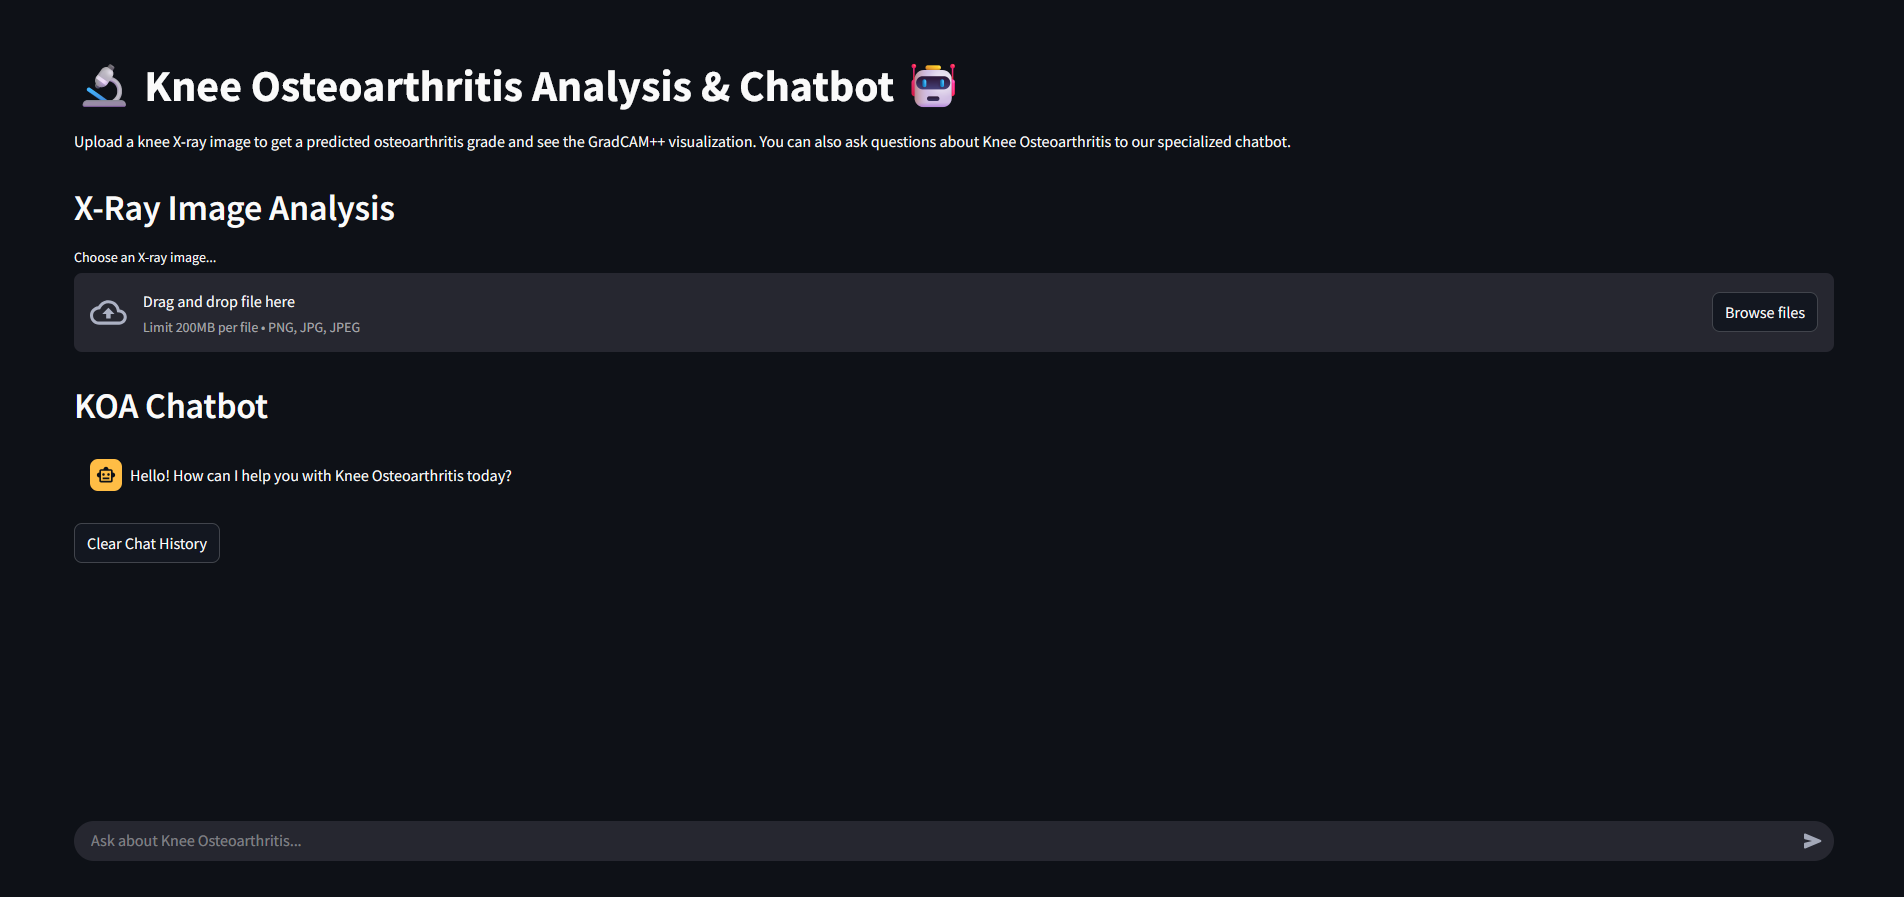 Knee Osteoarthritis Analysis & Chatbot
Upload a knee X-ray image to get a predicted osteoarthritis grade and see the GradCAM++ visualization. You can also ask questions about Knee Osteoarthritis to our specialized chatbot.
X-Ray Image Analysis
Choose an X-ray image...
Drag and drop file here
Limit 200MB per file • PNG, JPG, JPEG
Browse files
KOA Chatbot
Hello! How can I help you with Knee Osteoarthritis today?
Clear Chat History
Ask about Knee Osteoarthritis...